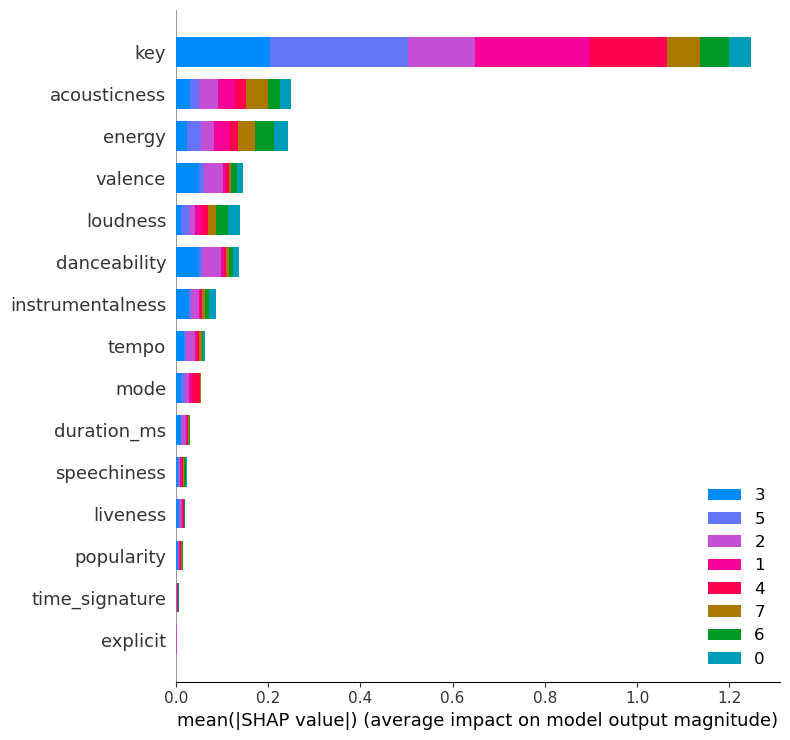 key
acousticness
energy
valence
loudness
danceability
instrumentalness
tempo
mode
duration_ms
speechiness
liveness
popularity
time_signature
explicit
3
5
2
1
4
7
6
0
0.0 0.2 0.4 0.6 0.8 1.0 1.2
mean(|SHAP value|) (average impact on model output magnitude)